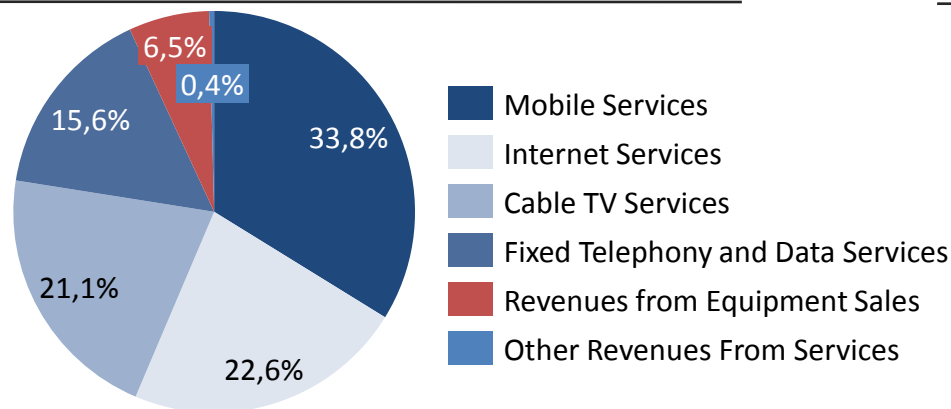 6,5%
0,4%
15,6%
33,8%
21,1%
22,6%
Mobile Services
Internet Services
Cable TV Services
Fixed Telephony and Data Services
Revenues from Equipment Sales
Other Revenues From Services